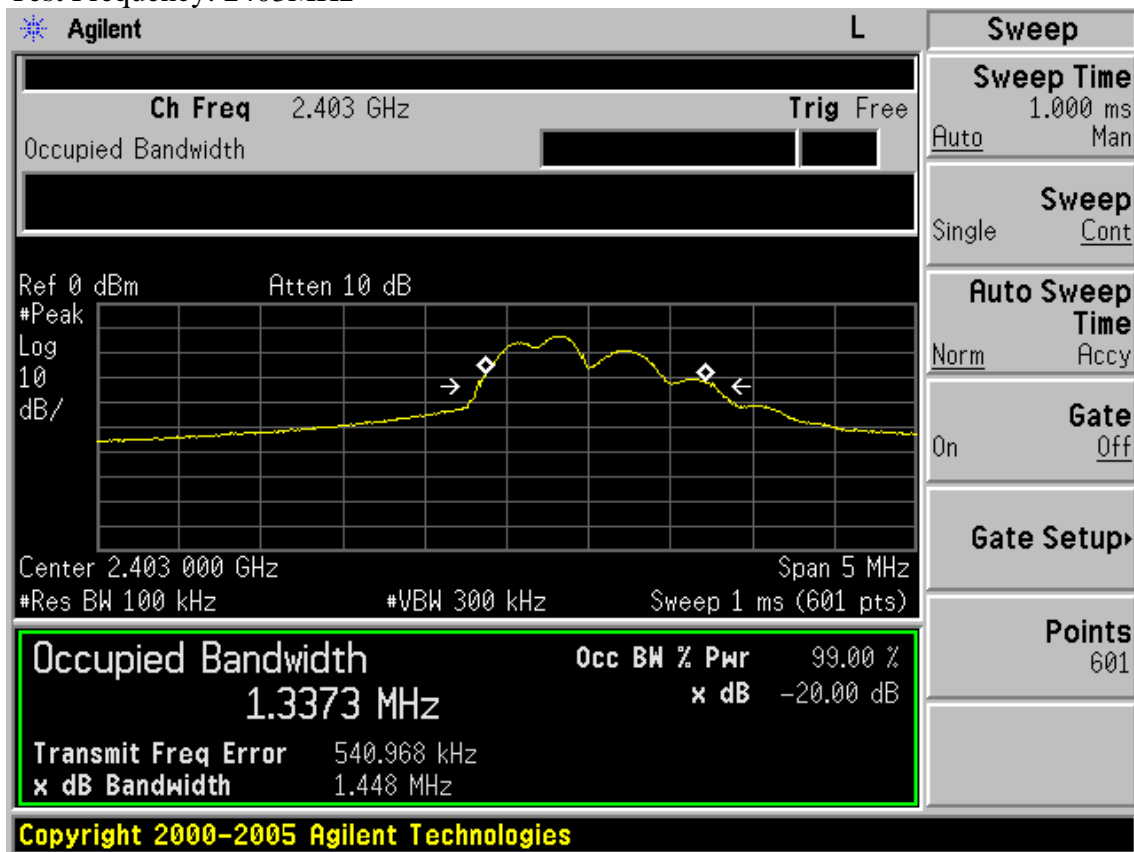 Test Frequency: 2403MHz
Agilent L Sweep
Sweep Time
1.000 ms
Auto Man
Ch Freq 2.403 GHz Trig Free
Occupied Bandwidth
Sweep
Single Cont
Ref 0 dBm Atten 10 dB
#Peak
Log
10
dB/
Auto Sweep
Time
Norm Accy
Gate
On Off
Gate Setup
Center 2.403 000 GHz Span 5 MHz
#Res BW 100 kHz #VBW 300 kHz Sweep 1 ms (601 pts)
Points
601
Occupied Bandwidth Occ BW % Pwr 99.00 %
1.3373 MHz x dB -20.00 dB
Transmit Freq Error 540.968 kHz
x dB Bandwidth 1.448 MHz
Copyright 2000-2005 Agilent Technologies